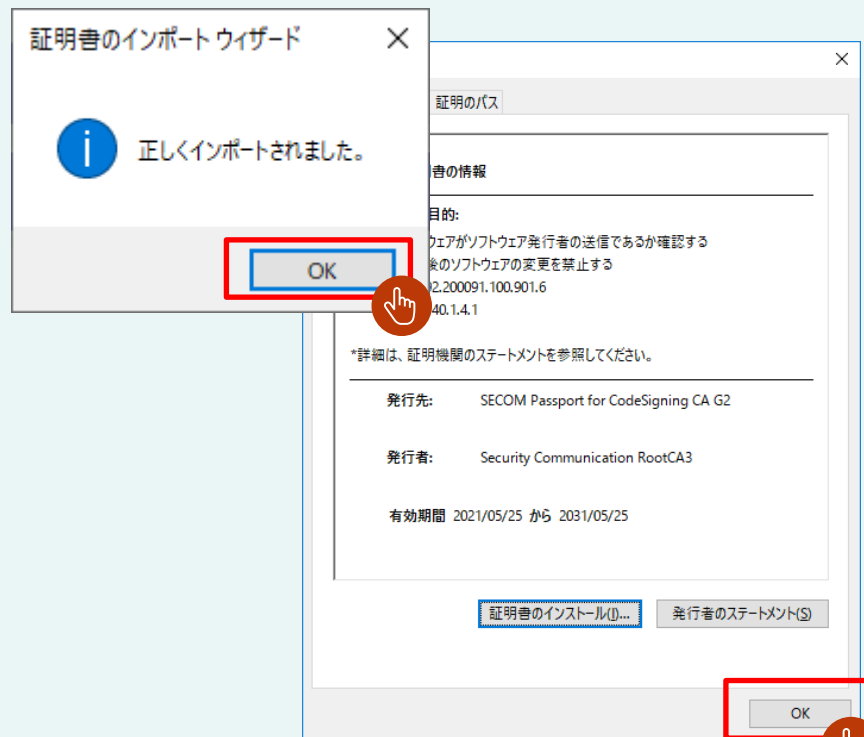 証明書のインポート ウィザード
正しくインポートされました。
OK
証明のパス
書の情報
目的:
ウェアがソフトウェア発行者の送信であるか確認する
後のソフトウェアの変更を禁止する
02.200091.100.901.6
40.1.4.1
*詳細は、証明機関のステートメントを参照してください。
発行先: SECOM Passport for CodeSigning CA G2
発行者: Security Communication RootCA3
有効期間 2021/05/25 から 2031/05/25
証明書のインストール(I)... 発行者のステートメント(S)
OK